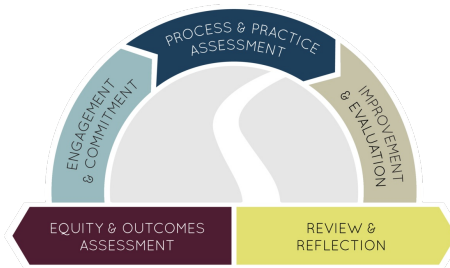 PROCESS & PRACTICE
ASSESSMENT
ENGAGEMENT
& COMMITMENT
IMPROVEMENT
& EVALUATION
EQUITY & OUTCOMES
ASSESSMENT
REVIEW &
REFLECTION